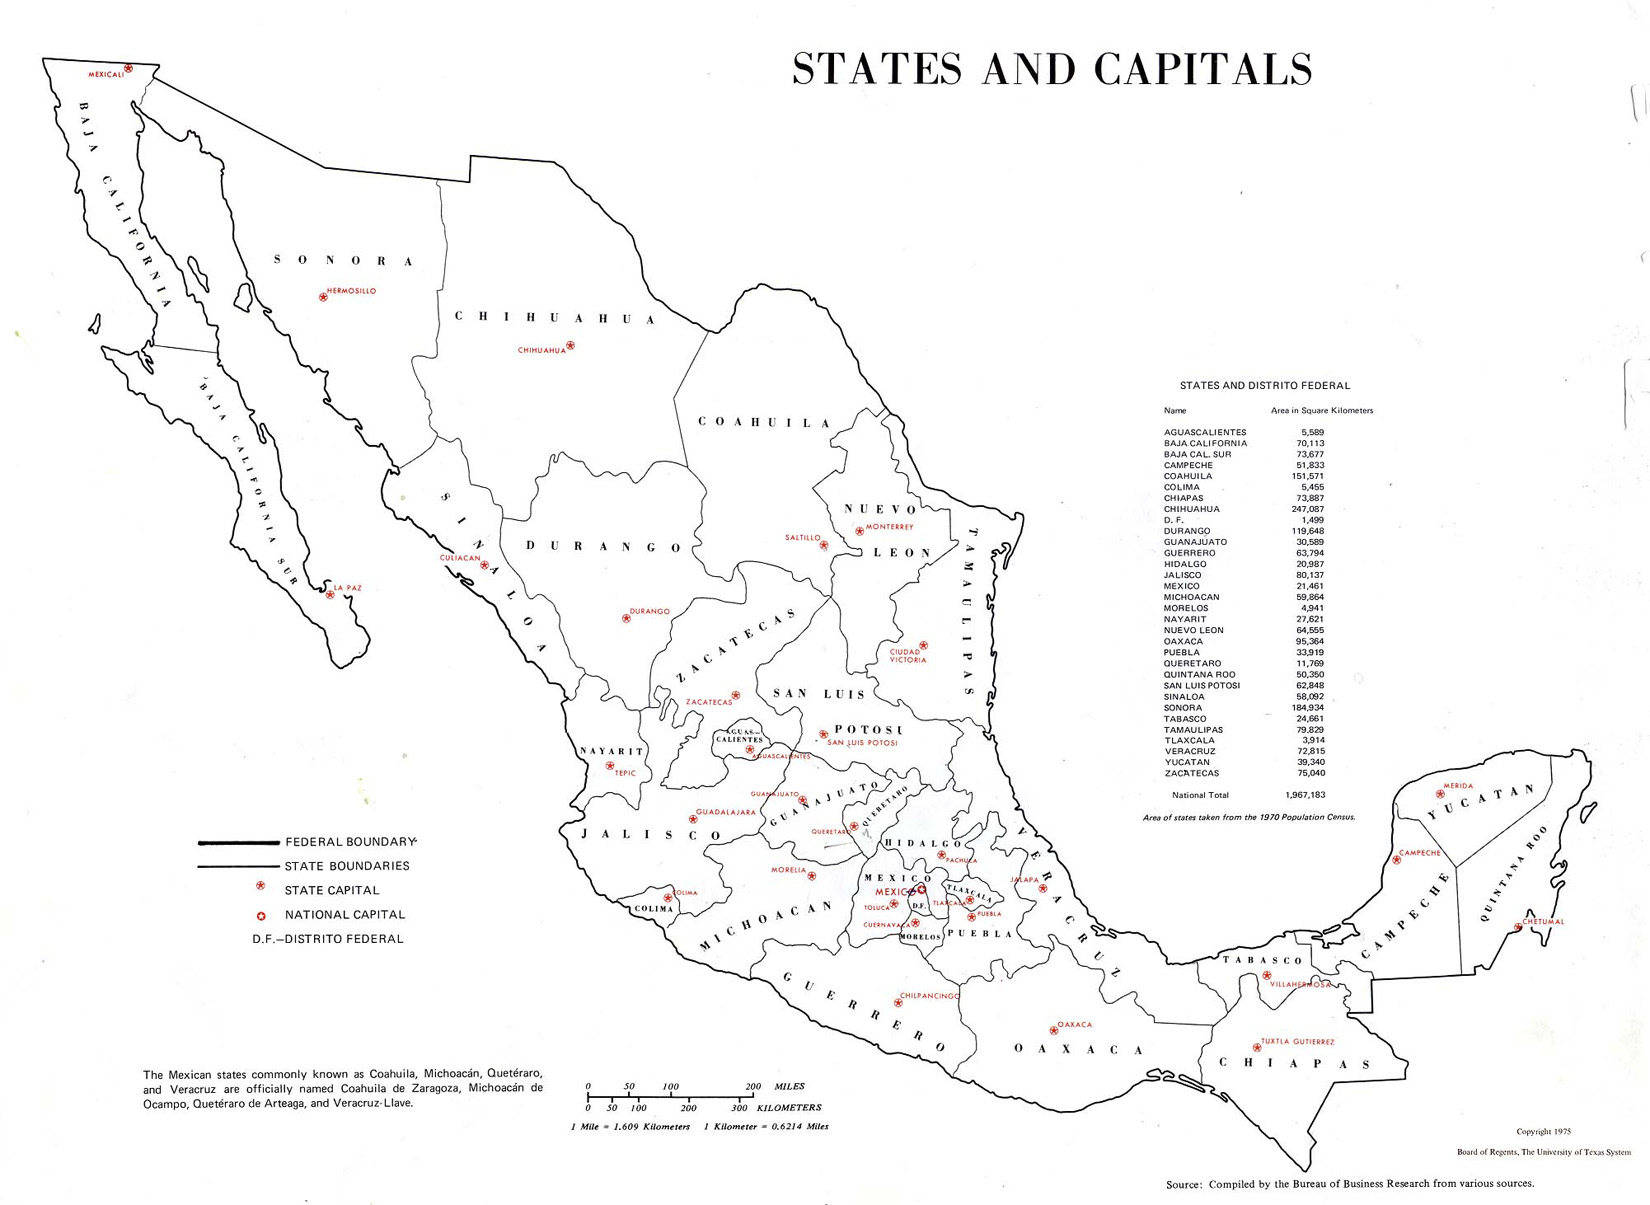 STATES AND CAPITALS
MEXICALI
BAJA CALIFORNIA
SONORA
HERMOSILLO
CHIHUAHUA
CHIHUAHUA
COAHUILA
BAJA CALIFORNIA SUR
LA PAZ
SINALOA
CULIACAN
DURANGO
DURANGO
NUEVO
LEON
MONTERREY
SALTILLO
TAMAULIPAS
CIUDAD
VICTORIA
ZACATECAS
ZACATECAS
SAN LUIS
POTOSI
SAN LUIS POTOSI
AGUAS—
CALIENTES
AGUASCALIENTES
NAYARIT
TEPIC
GUANAJUATO
GUANAJUATO
QUERETARO
QUERETARO
GUADALAJARA
JALISCO
HIDALGO
PACHUCA
VERACRUZ
JALAPA
MORELIA
MICHOACAN
COLIMA
COLIMA
MEXICO
MEXICO
TOLUCA
D.F.
TLAXCALA
TLAXCALA
PUEBLA
PUEBLA
CUERNAVACA
MORELOS
GUERRERO
CHILPANCINGO
OAXACA
OAXACA
TABASCO
VILLAHERMOSA
TUXTLA GUTIERREZ
CHIAPAS
CAMPECHE
CAMPECHE
MERIDA
YUCATAN
QUINTANA ROO
CHETUMAL
STATES AND DISTRITO FEDERAL
Name Area in Square Kilometers
AGUASCALIENTES 5,589
BAJA CALIFORNIA 70,113
BAJA CAL. SUR 73,677
CAMPECHE 51,833
COAHUILA 151,571
COLIMA 5,455
CHIAPAS 73,887
CHIHUAHUA 247,087
D. F. 1,499
DURANGO 119,648
GUANAJUATO 30,589
GUERRERO 63,794
HIDALGO 20,987
JALISCO 80,137
MEXICO 21,461
MICHOACAN 59,864
MORELOS 4,941
NAYARIT 27,621
NUEVO LEON 64,555
OAXACA 95,364
PUEBLA 33,919
QUERETARO 11,769
QUINTANA ROO 50,350
SAN LUIS POTOSI 62,848
SINALOA 58,092
SONORA 184,934
TABASCO 24,661
TAMAULIPAS 79,829
TLAXCALA 3,914
VERACRUZ 72,815
YUCATAN 39,340
ZACATECAS 75,040
National Total 1,967,183
Area of states taken from the 1970 Population Census.
FEDERAL BOUNDARY
STATE BOUNDARIES
STATE CAPITAL
NATIONAL CAPITAL
D.F.—DISTRITO FEDERAL
The Mexican states commonly known as Coahuila, Michoacán, Quetéraro,
and Veracruz are officially named Coahuila de Zaragoza, Michoacán de
Ocampo, Quetéraro de Arteaga, and Veracruz-Llave.
0 50 100 200 MILES
0 50 100 200 300 KILOMETERS
1 Mile = 1.609 Kilometers 1 Kilometer = 0.6214 Miles
Copyright 1975
Board of Regents, The University of Texas System
Source: Compiled by the Bureau of Business Research from various sources.